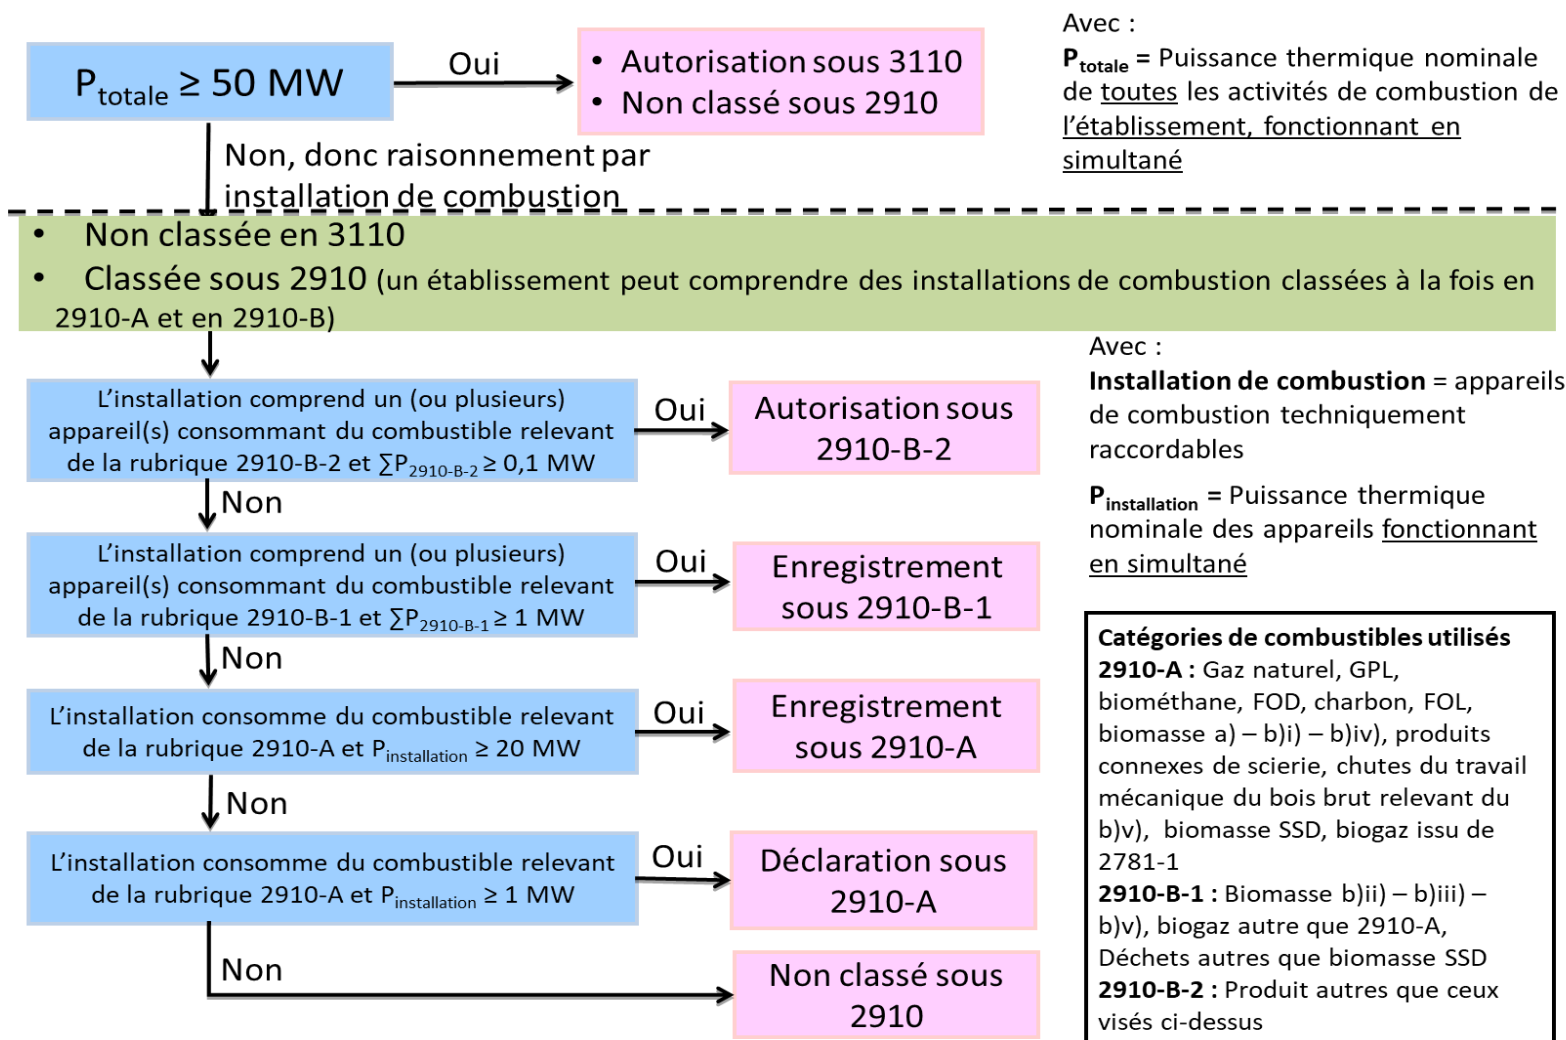 P totale ≥ 50 MW
Oui
• Autorisation sous 3110
• Non classé sous 2910
Avec :
P totale = Puissance thermique nominale
de toutes les activités de combustion de
l’établissement, fonctionnant en
simultané
Non, donc raisonnement par
installation de combustion
• Non classée en 3110
• Classée sous 2910 (un établissement peut comprendre des installations de combustion classées à la fois en
2910-A et en 2910-B)
L’installation comprend un (ou plusieurs)
appareil(s) consommant du combustible relevant
de la rubrique 2910-B-2 et ∑P2910-B-2 ≥ 0,1 MW
Oui
Autorisation sous
2910-B-2
Non
L’installation comprend un (ou plusieurs)
appareil(s) consommant du combustible relevant
de la rubrique 2910-B-1 et ∑P2910-B-1 ≥ 1 MW
Oui
Enregistrement
sous 2910-B-1
Non
L’installation consomme du combustible relevant
de la rubrique 2910-A et Pinstallation ≥ 20 MW
Oui
Enregistrement
sous 2910-A
Non
L’installation consomme du combustible relevant
de la rubrique 2910-A et Pinstallation ≥ 1 MW
Oui
Déclaration sous
2910-A
Non
Non classé sous
2910
Avec :
Installation de combustion = appareils
de combustion techniquement
raccordables
Pinstallation = Puissance thermique
nominale des appareils fonctionnant
en simultané
Catégories de combustibles utilisés
2910-A : Gaz naturel, GPL,
biométhane, FOD, charbon, FOL,
biomasse a) – b)i) – b)iv), produits
connexes de scierie, chutes du travail
mécanique du bois brut relevant du
b)v), biomasse SSD, biogaz issu de
2781-1
2910-B-1 : Biomasse b)ii) – b)iii) –
b)v), biogaz autre que 2910-A,
Déchets autres que biomasse SSD
2910-B-2 : Produit autres que ceux
visés ci-dessus